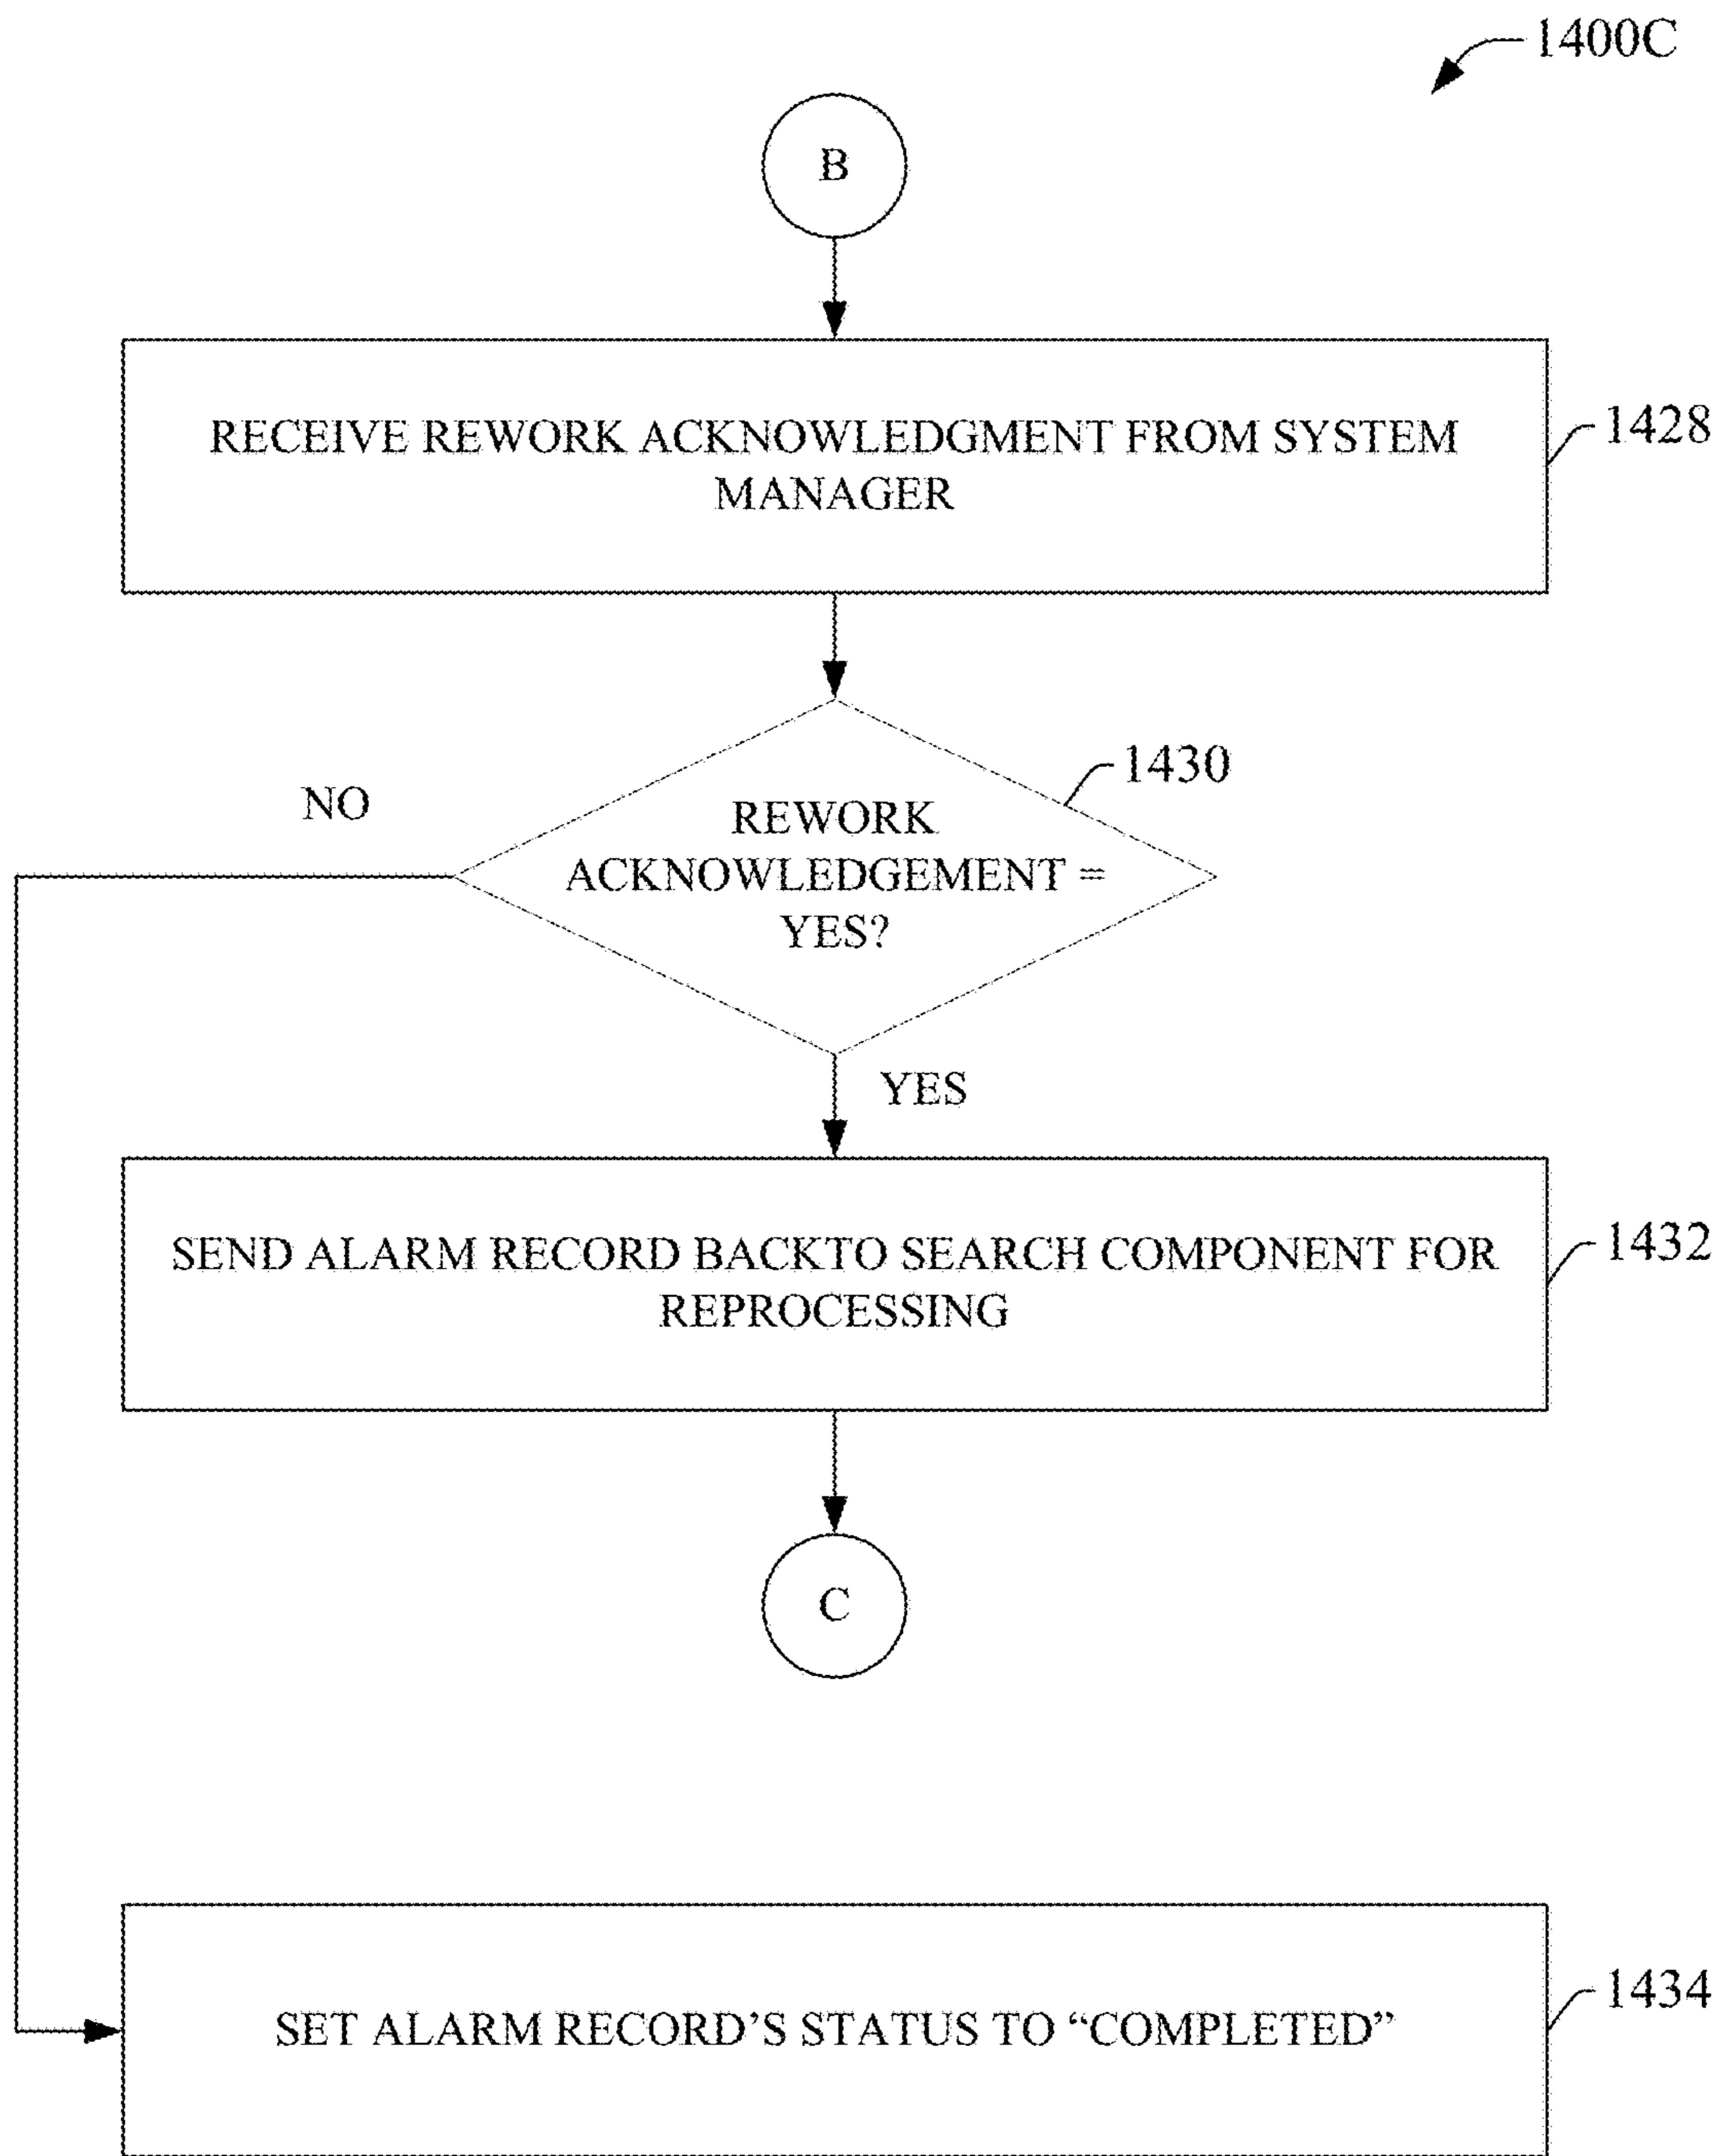 1400C
B
RECEIVE REWORK ACKNOWLEDGMENT FROM SYSTEM
MANAGER
1428
1430
NO
REWORK
ACKNOWLEDGEMENT =
YES?
YES
SEND ALARM RECORD BACKTO SEARCH COMPONENT FOR
REPROCESSING
1432
C
SET ALARM RECORD’S STATUS TO “COMPLETED”
1434